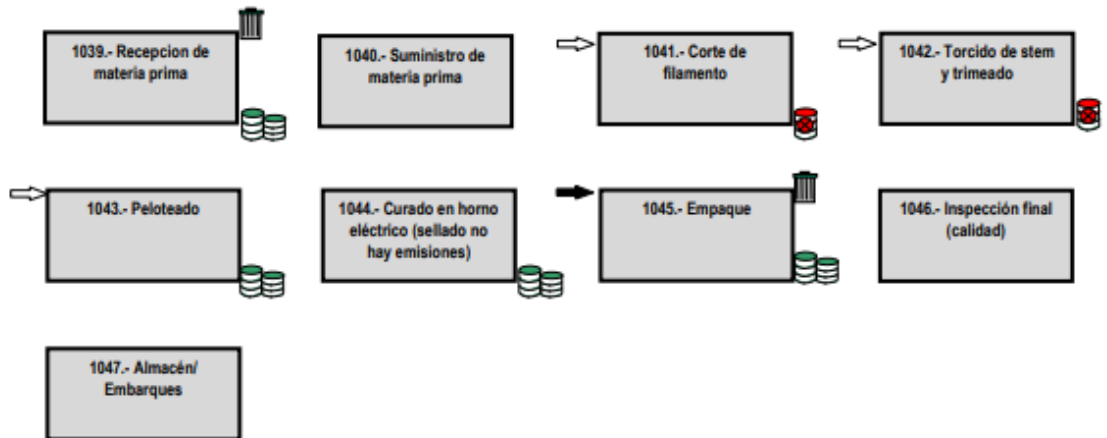 1039.- Recepcion de
materia prima
1040.- Suministro de
materia prima
1041.- Corte de
filamento
1042.- Torcido de stem
y trimeado
1043.- Peloteado
1044.- Curado en horno
eléctrico (sellado no
hay emisiones)
1045.- Empaque
1046.- Inspección final
(calidad)
1047.- Almacén/
Embarques